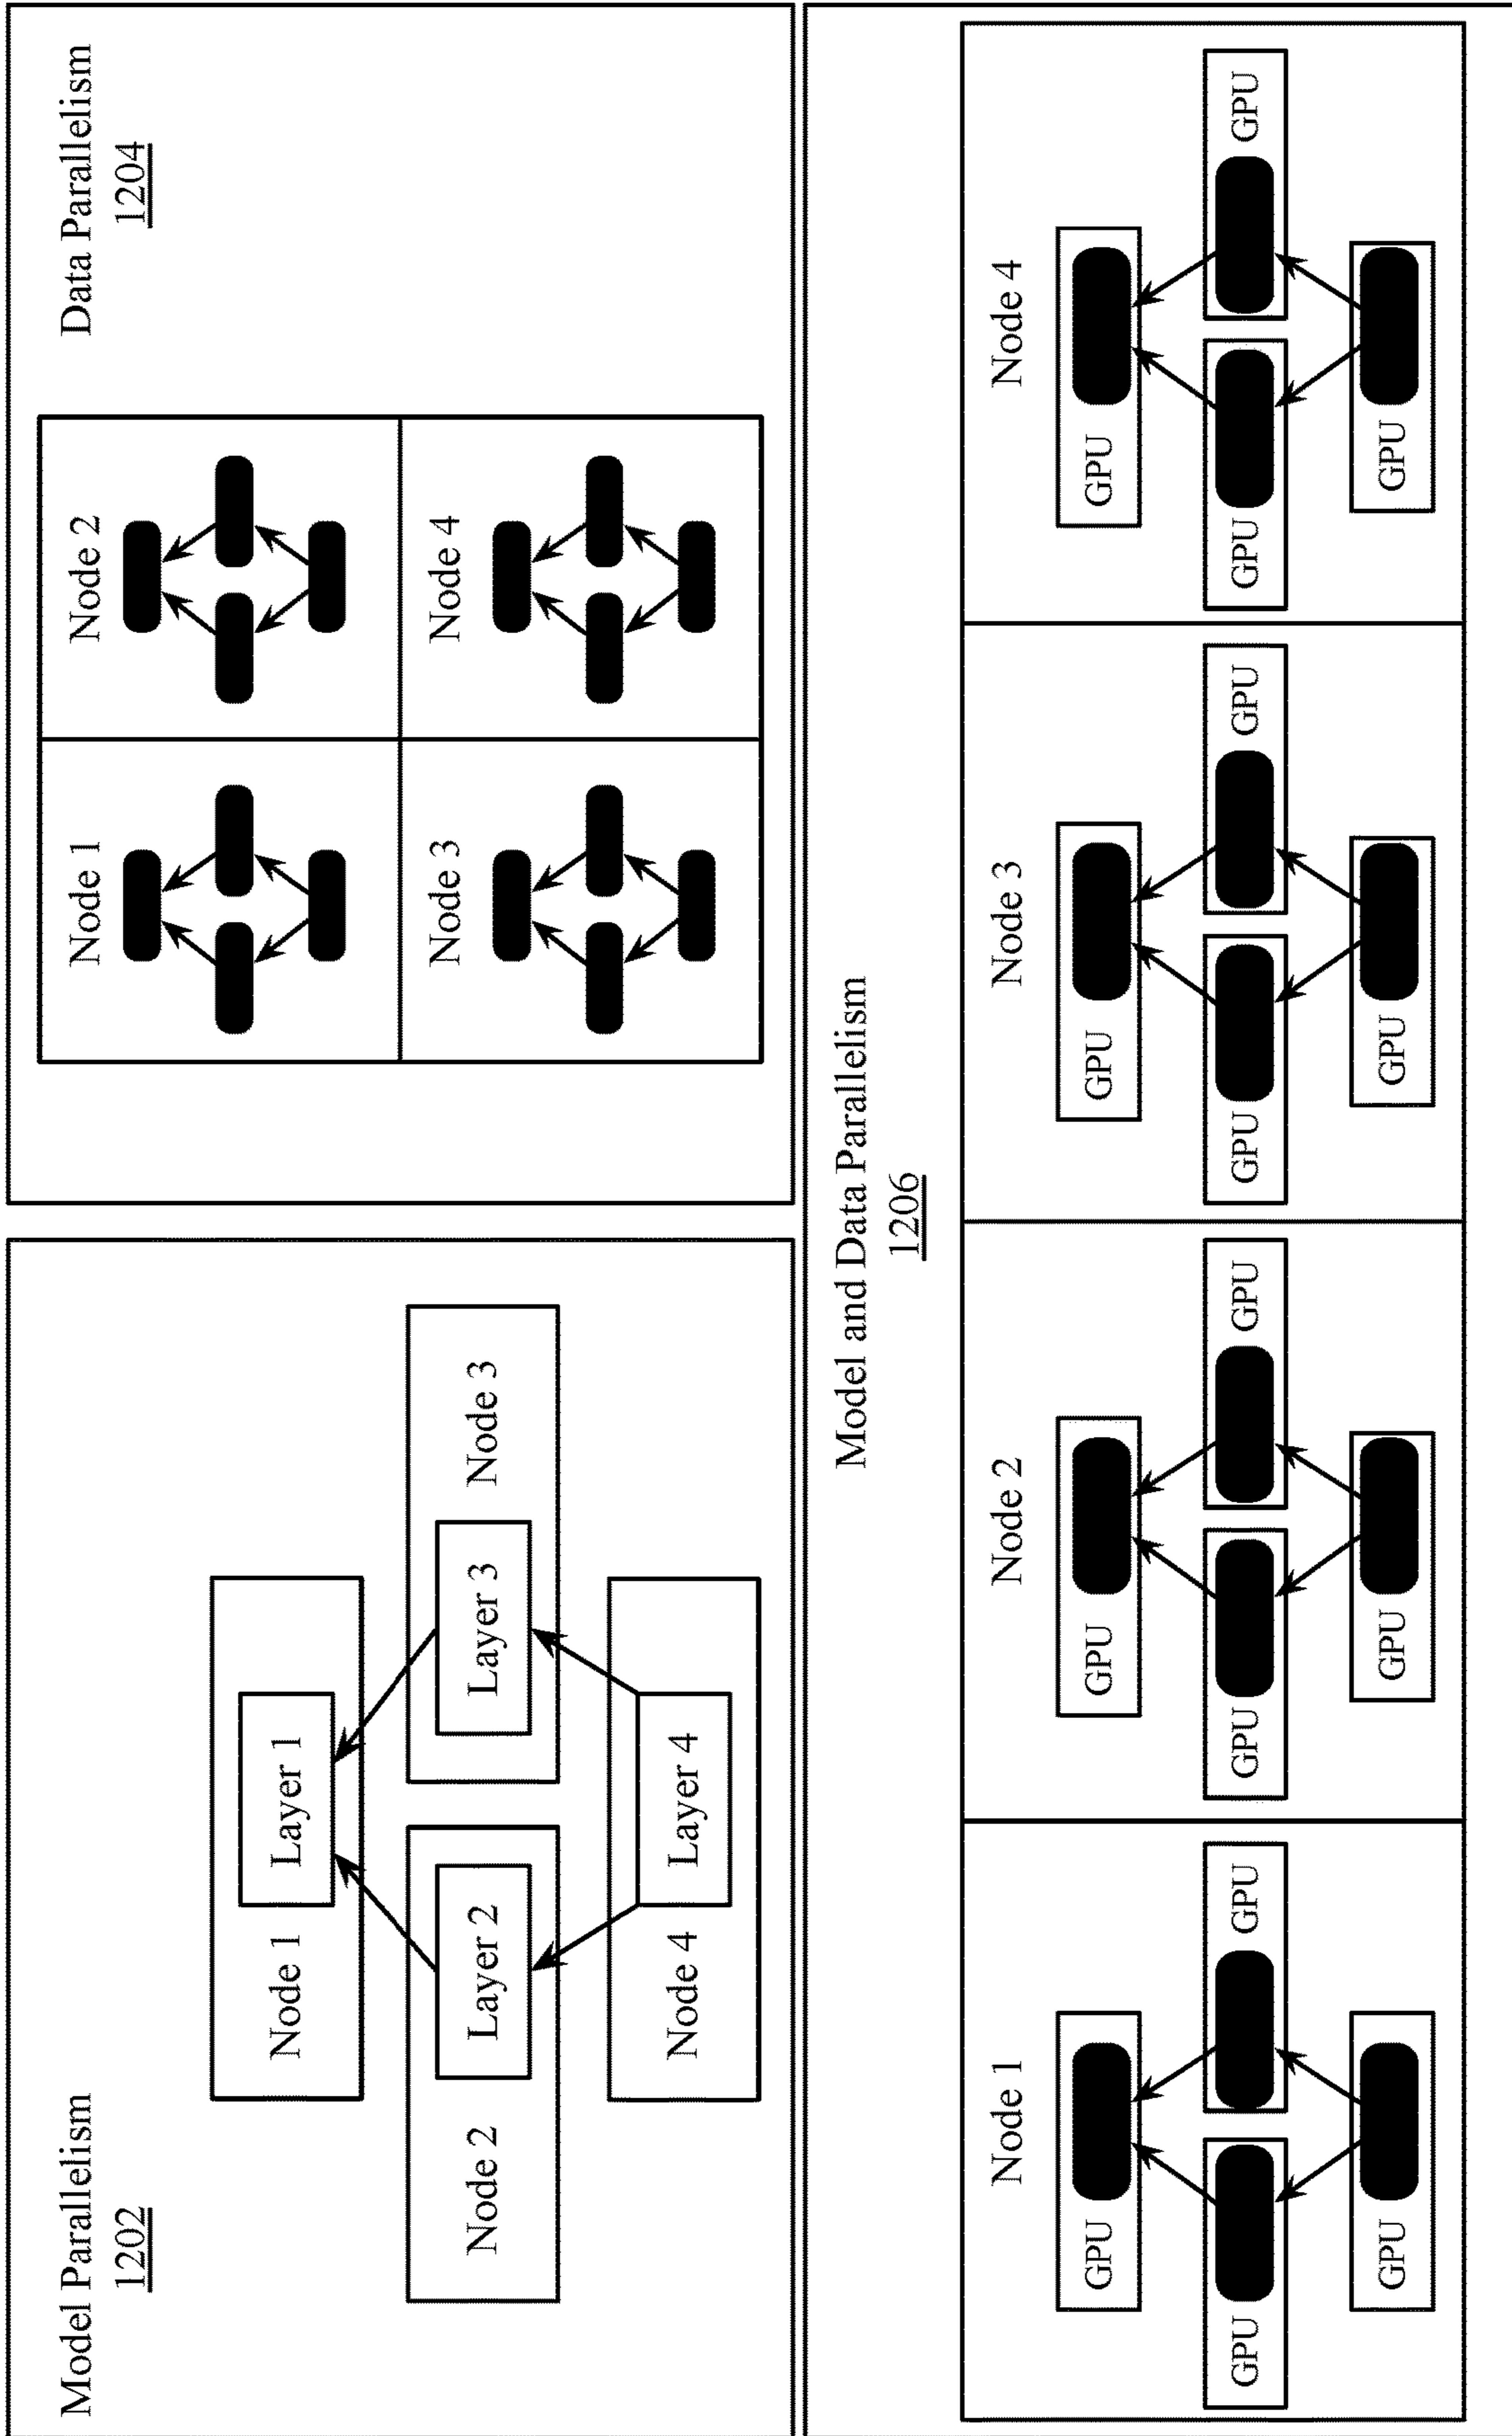 Model Parallelism
1202
Node 1
Layer 1
Node 2
Layer 2
Layer 3
Node 3
Node 4
Layer 4
Data Parallelism
1204
Node 1
Node 2
Node 3
Node 4
Model and Data Parallelism
1206
Node 1
GPU
GPU
GPU
GPU
Node 2
GPU
GPU
GPU
GPU
Node 3
GPU
GPU
GPU
GPU
Node 4
GPU
GPU
GPU
GPU